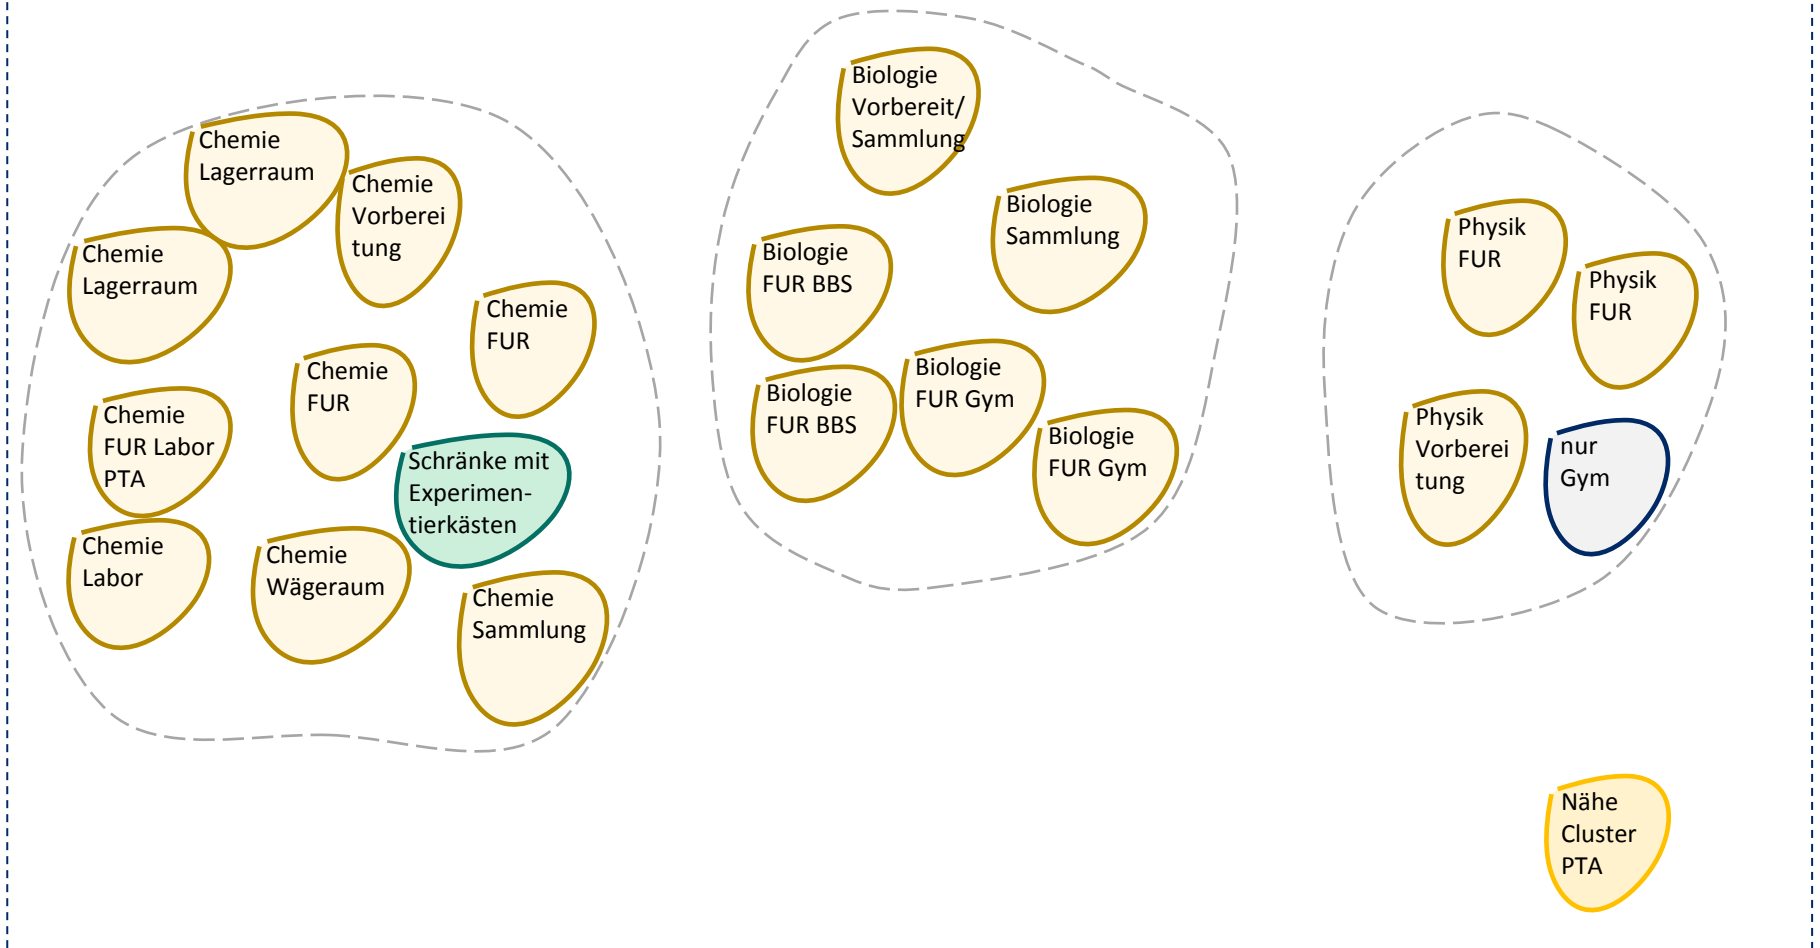 Chemie
Lagerraum
Chemie
Vorberei
tung
Chemie
Lagerraum
Chemie
FUR
Chemie
FUR
Chemie
FUR Labor
PTA
Schränke mit
Experimen-
tierkästen
Chemie
Labor
Chemie
Wägeraum
Chemie
Sammlung
Biologie
Vorbereit/
Sammlung
Biologie
Sammlung
Biologie
FUR BBS
Biologie
FUR Gym
Biologie
FUR BBS
Biologie
FUR Gym
Physik
FUR
Physik
FUR
Physik
Vorberei
tung
nur
Gym
Nähe
Cluster
PTA